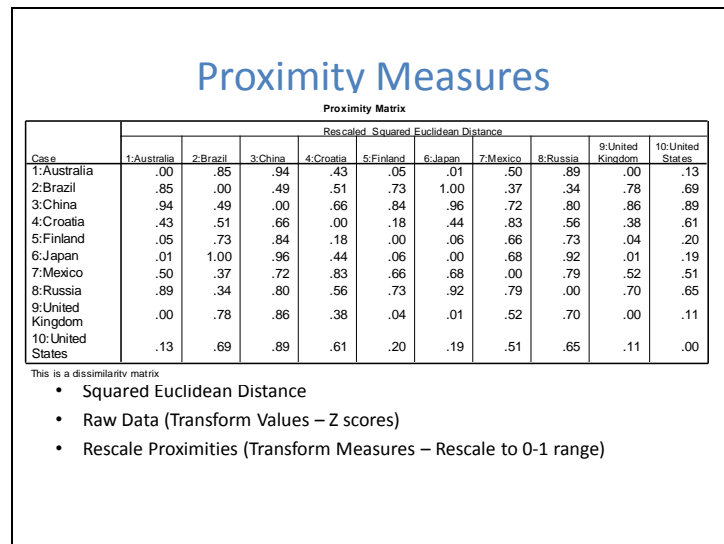 Proximity Measures
Proximity Matrix
Rescaled Squared Euclidean Distance
Case 1:Australia 2:Brazil 3:China 4:Croatia 5:Finland 6:Japan 7:Mexico 8:Russia 9:United Kingdom 10:United States
1:Australia .00 .85 .94 .43 .05 .01 .50 .89 .00 .13
2:Brazil .85 .00 .49 .51 .73 1.00 .37 .34 .78 .69
3:China .94 .49 .00 .66 .84 .96 .72 .80 .86 .89
4:Croatia .43 .51 .66 .00 .18 .44 .83 .56 .38 .61
5:Finland .05 .73 .84 .18 .00 .06 .66 .73 .04 .20
6:Japan .01 1.00 .96 .44 .06 .00 .68 .92 .01 .19
7:Mexico .50 .37 .72 .83 .66 .68 .00 .79 .52 .51
8:Russia .89 .34 .80 .56 .73 .92 .79 .00 .70 .65
9:United Kingdom .00 .78 .86 .38 .04 .01 .52 .70 .00 .11
10:United States .13 .69 .89 .61 .20 .19 .51 .65 .11 .00
This is a dissimilarity matrix
• Squared Euclidean Distance
• Raw Data (Transform Values – Z scores)
• Rescale Proximities (Transform Measures – Rescale to 0-1 range)